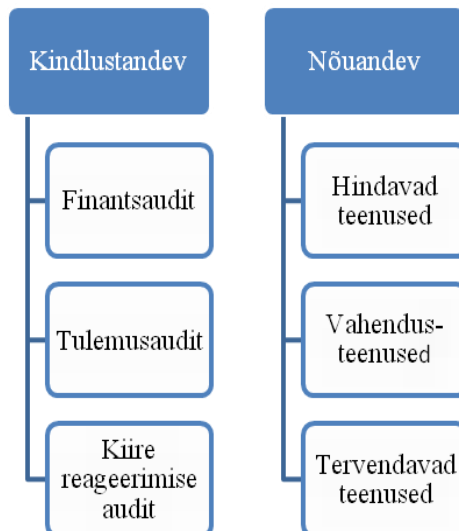 Kindlustandev
Finantsaudit
Tulemusaudit
Kiire
reageerimise
audit
Nõuandev
Hindavad
teenused
Vahendus-
teenused
Tervendavad
teenused